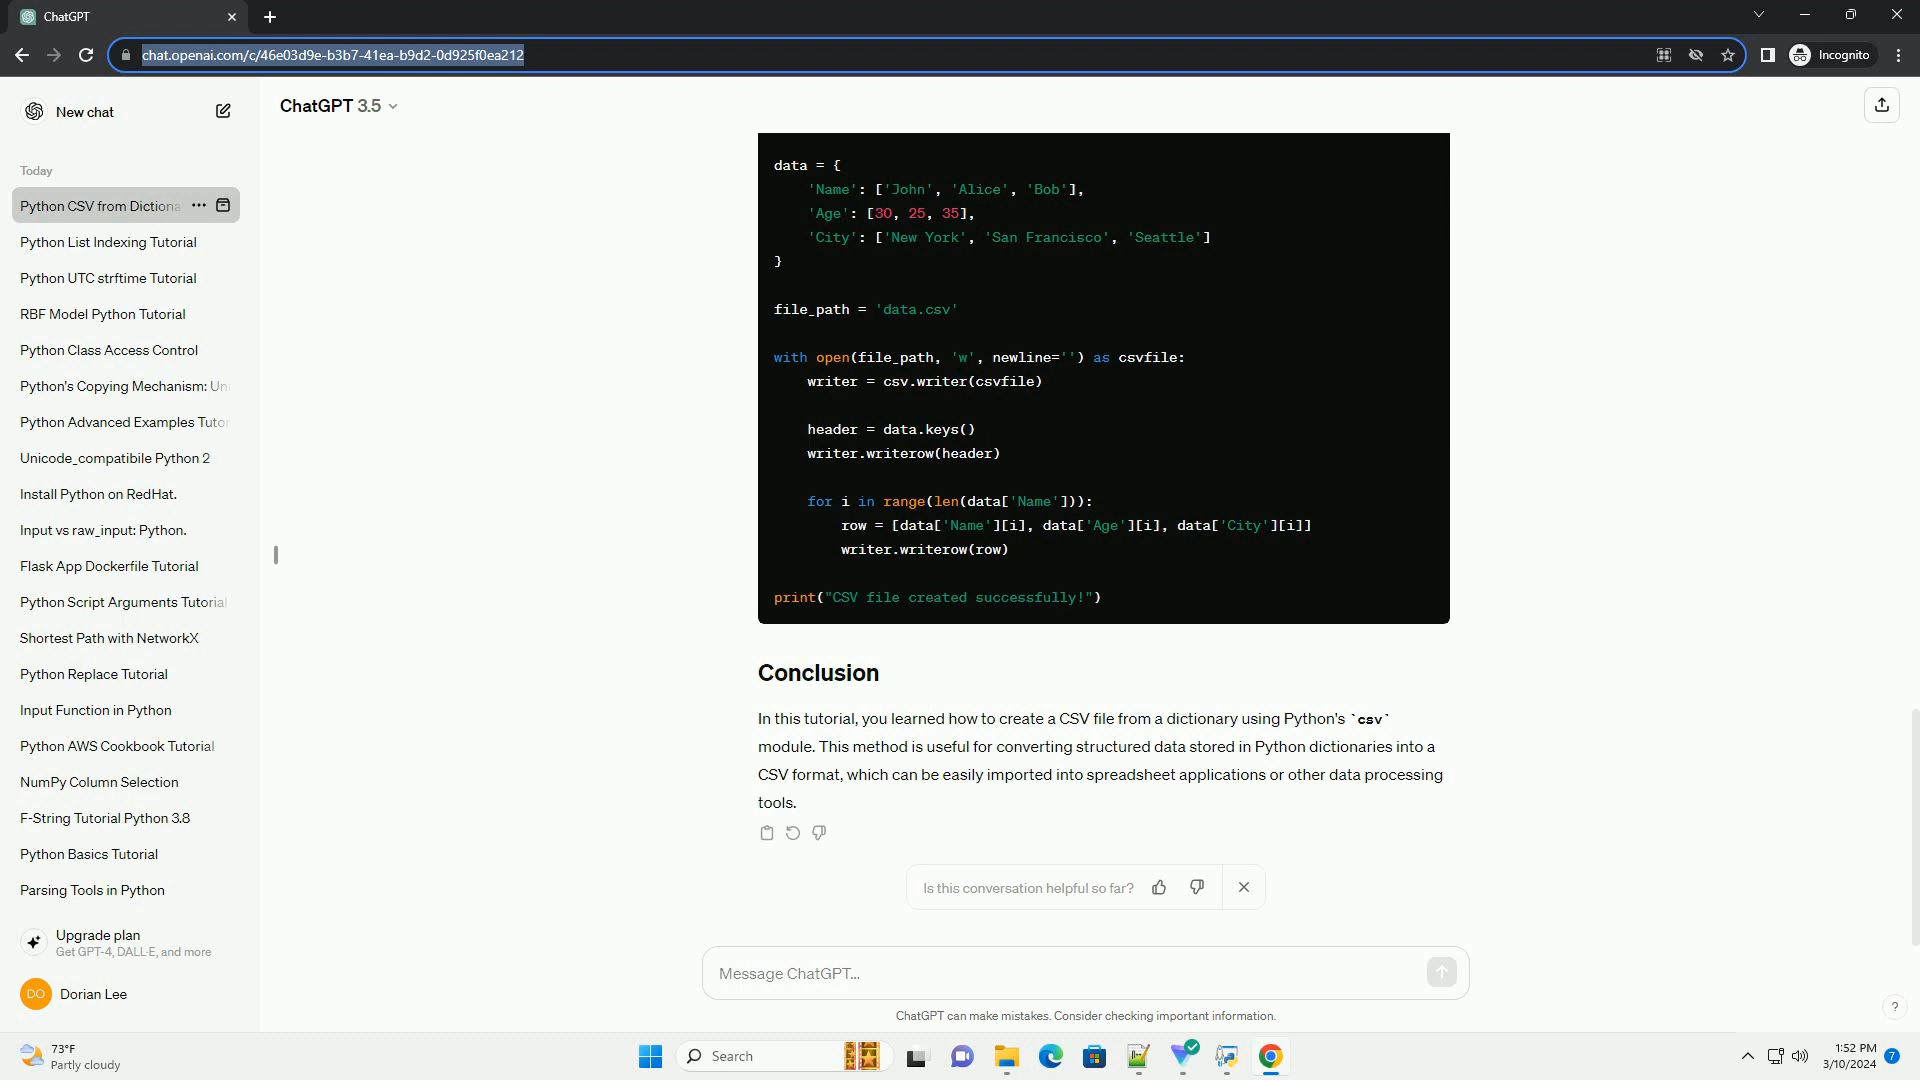 ChatGPT
chat.openai.com/c/46e03d9e-b3b7-41ea-b9d2-0d925f0ea212
Incognito
New chat
ChatGPT 3.5
Today
Python CSV from Dictiona
Python List Indexing Tutorial
Python UTC strftime Tutorial
RBF Model Python Tutorial
Python Class Access Control
Python's Copying Mechanism: Un
Python Advanced Examples Tutor
Unicode_compatibile Python 2
Install Python on RedHat.
Input vs raw_input: Python.
Flask App Dockerfile Tutorial
Python Script Arguments Tutorial
Shortest Path with NetworkX
Python Replace Tutorial
Input Function in Python
Python AWS Cookbook Tutorial
NumPy Column Selection
F-String Tutorial Python 3.8
Python Basics Tutorial
Parsing Tools in Python
Upgrade plan
Get GPT-4, DALL·E, and more
DO
Dorian Lee
data = {
'Name': ['John', 'Alice', 'Bob'],
'Age': [30, 25, 35],
'City': ['New York', 'San Francisco', 'Seattle']
}
file_path = 'data.csv'
with open(file_path, 'w', newline='') as csvfile:
writer = csv.writer(csvfile)
header = data.keys()
writer.writerow(header)
for i in range(len(data['Name'])):
row = [data['Name'][i], data['Age'][i], data['City'][i]]
writer.writerow(row)
print("CSV file created successfully!")
Conclusion
In this tutorial, you learned how to create a CSV file from a dictionary using Python's `csv`
module. This method is useful for converting structured data stored in Python dictionaries into a
CSV format, which can be easily imported into spreadsheet applications or other data processing
tools.
Is this conversation helpful so far?
Message ChatGPT...
ChatGPT can make mistakes. Consider checking important information.
?
73°F
Partly cloudy
Search
1:52 PM
3/10/2024
7